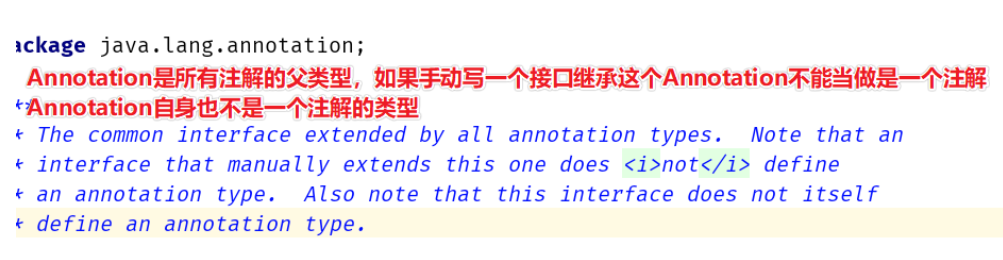 ackage java.lang.annotation;
Annotation是所有注解的父类型，如果手动写一个接口继承这个Annotation不能当做是一个注解
**Annotation自身也不是一个注解的类型
* The common interface extended by all annotation types.  Note that an
* interface that manually extends this one does <i>not</i> define
* an annotation type.  Also note that this interface does not itself
* define an annotation type.